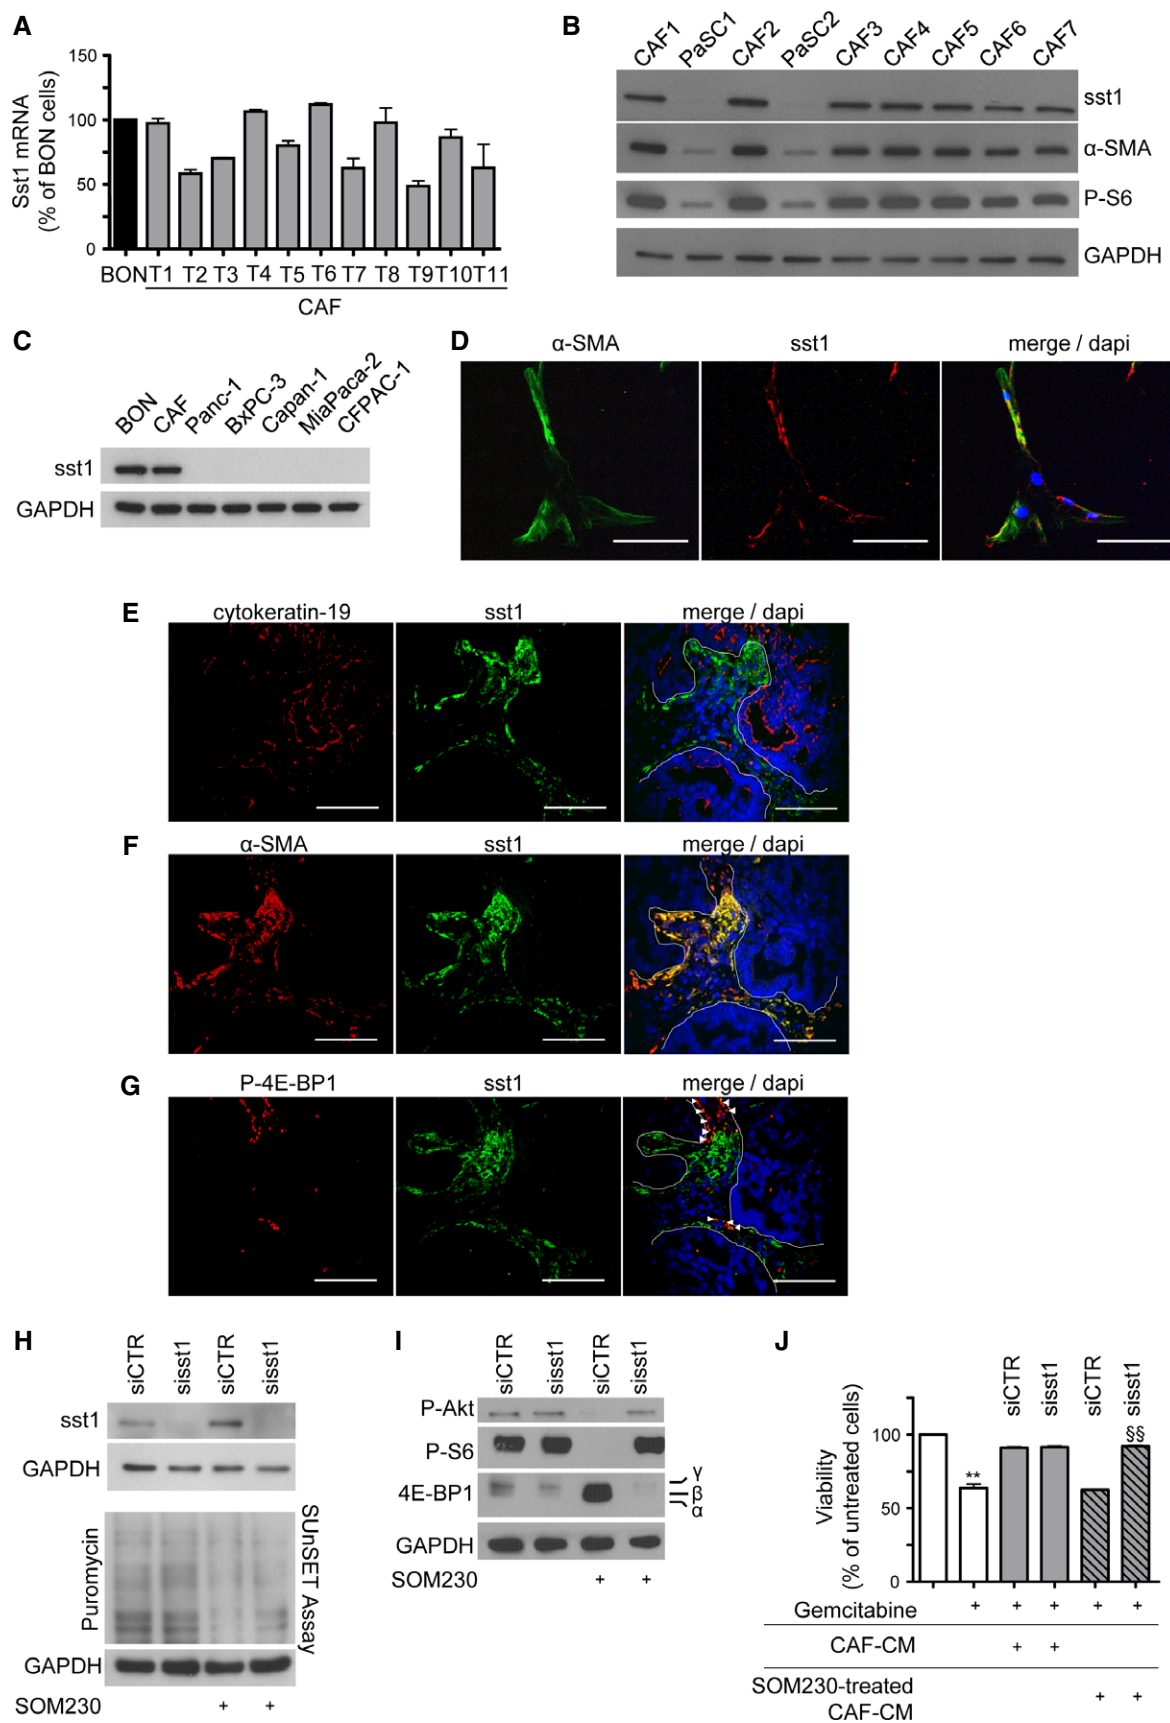 A
Sst1 mRNA
(% of BON cells)
150
100
50
0
BON T1 T2 T3 T4 T5 T6 T7 T8 T9 T10 T11
CAF
B
CAF1 PaSC1 CAF2 PaSC2 CAF3 CAF4 CAF5 CAF6 CAF7
sst1
α-SMA
P-S6
GAPDH
C
BON CAF Panc-1 BxPC-3 Capan-1 MiaPaca-2 CFPAC-1
sst1
GAPDH
D
α-SMA sst1 merge / dapi
E
cytokeratin-19 sst1 merge / dapi
F
α-SMA sst1 merge / dapi
G
P-4E-BP1 sst1 merge / dapi
H
siCTR sisst1 siCTR sisst1
sst1
GAPDH
Puromycin
SUnSET Assay
GAPDH
SOM230 + +
I
siCTR sisst1 siCTR sisst1
P-Akt
P-S6
4E-BP1
γ
β
α
GAPDH
SOM230 + +
J
siCTR sisst1 siCTR sisst1
Viability
(% of untreated cells)
100
50
0
**
§§
Gemcitabine + + + + +
CAF-CM + +
SOM230-treated
CAF-CM + +